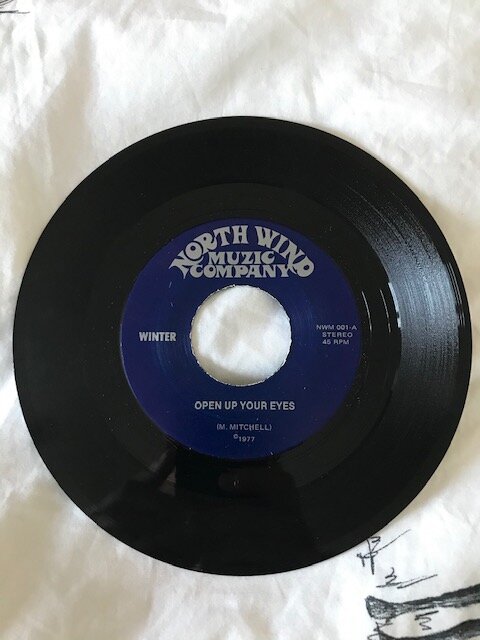 NORTH WIND
MUZIC
COMPANY
WINTER
NWM 001-A
STEREO
45 RPM
OPEN UP YOUR EYES
(M. MITCHELL)
©1977